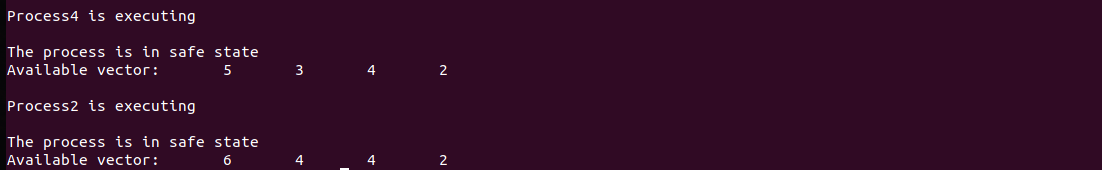 Process4 is executing
The process is in safe state
Available vector: 5 3 4 2
Process2 is executing
The process is in safe state
Available vector: 6 4 4 2